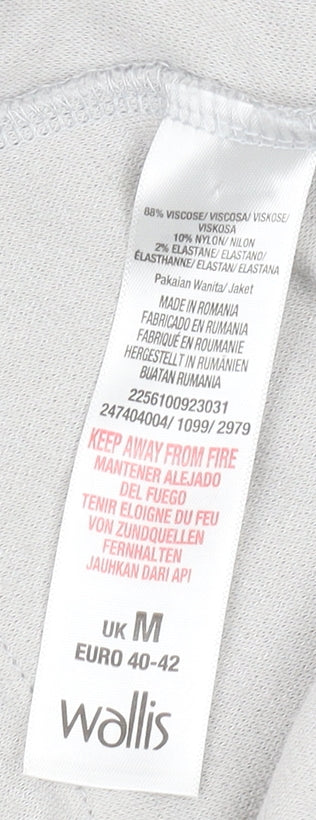 88% VISCOSE/ VISCOSA/ VISKOSE/
VISKOSA
10% NYLON/ NILON
2% ELASTANE/ ELASTANO/
ÉLASTHANNE/ ELASTAN/ ELASTANA
Pakaian Wanita/ Jaket
MADE IN ROMANIA
FABRICADO EN RUMANIA
FABRIQUÉ EN ROUMANIE
HERGESTELLT IN RUMÄNIEN
BUATAN RUMANIA
2256100923031
247404004/ 1099/ 2979
KEEP AWAY FROM FIRE
MANTENER ALEJADO
DEL FUEGO
TENIR ELOIGNE DU FEU
VON ZUNDQUELLEN
FERNHALTEN
JAUHKAN DARI API
UK M
EURO 40-42
wallis